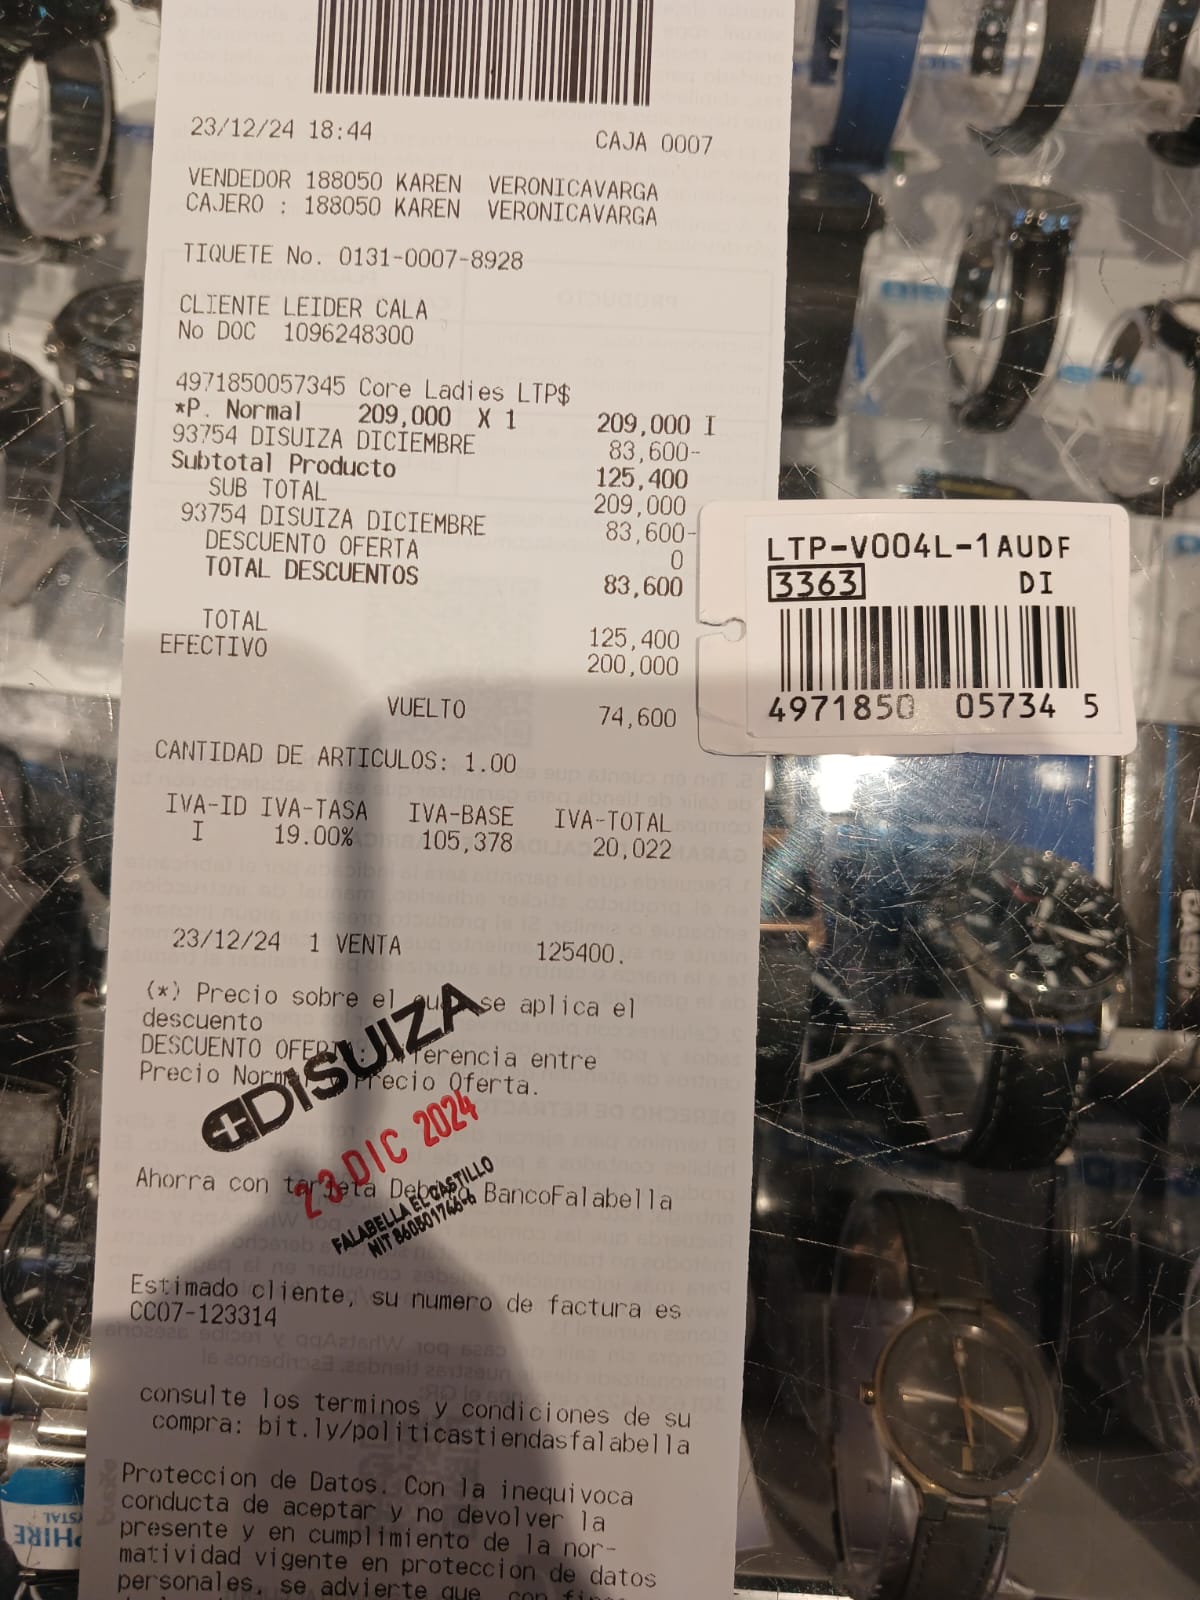 23/12/24 18:44 CAJA 0007
VENDEDOR 188050 KAREN VERONICAVARGA
CAJERO : 188050 KAREN VERONICAVARGA
TIQUETE No. 0131-0007-8928
CLIENTE LEIDER CALA
No DOC 1096248300
4971850057345 Core Ladies LTP$
*P. Normal 209,000 X 1 209,000 I
93754 DISUIZA DICIEMBRE 83,600-
Subtotal Producto 125,400
SUB TOTAL 209,000
93754 DISUIZA DICIEMBRE 83,600-
DESCUENTO OFERTA 0
TOTAL DESCUENTOS 83,600
TOTAL 125,400
EFECTIVO 200,000
VUELTO 74,600
CANTIDAD DE ARTICULOS: 1.00
IVA-ID IVA-TASA IVA-BASE IVA-TOTAL
I 19.00% 105,378 20,022
23/12/24 1 VENTA 125400.
(*) Precio sobre el se aplica el
descuento
DESCUENTO entre
Precio Precio Oferta.
DISUIZA
23 DIC 2024
FALABELLA EL CASTILLO
NIT
Ahorra con tarjeta BancoFalabella
Estimado cliente, su numero de factura es
CC07-123314
consulte los terminos y condiciones de su
compra: bit.ly/politicastiendasfalabella
Proteccion de Datos. Con la inequivoca
conducta de aceptar y no devolver la
presente y en cumplimiento de la nor-
matividad vigente en proteccion de datos
personales, se advierte que, con
LTP-V004L-1AUDF
3363 DI
4971850 05734 5
CASIO